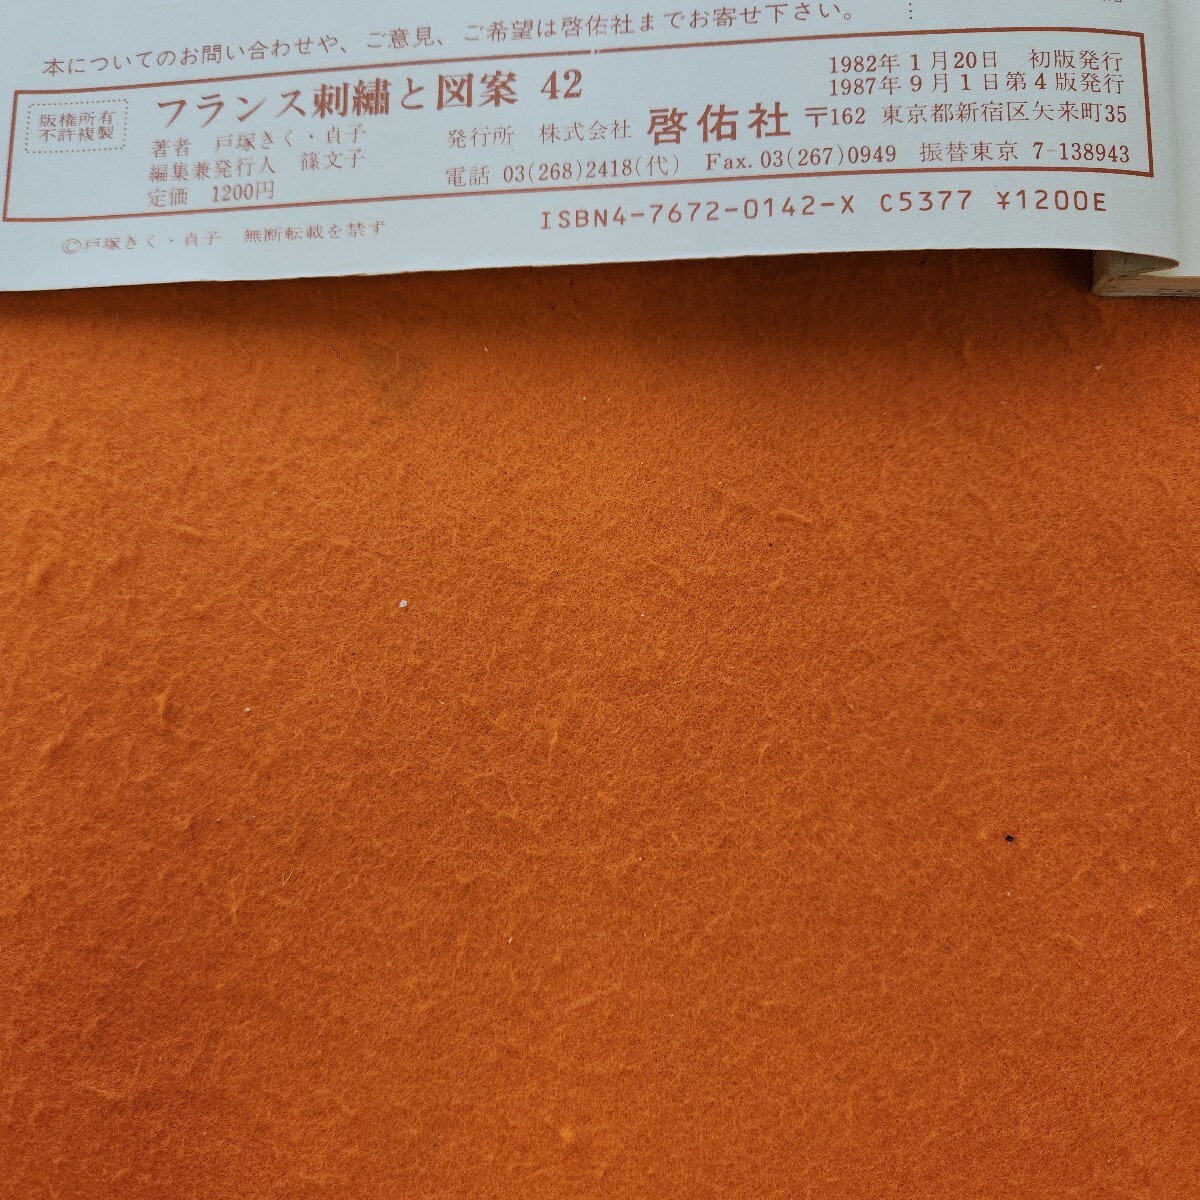 本についてのお問い合わせや、ご意見、ご希望は啓佑社までお寄せ下さい。
版権所有
不許複製
フランス刺繡と図案 42
著者 戸塚きく・貞子
編集兼発行人 篠文子
定価 1200円
発行所 株式会社 啓佑社 〒162 東京都新宿区矢来町35
電話 03(268)2418(代) Fax. 03(267)0949 振替東京 7-138943
1982年1月20日 初版発行
1987年9月1日第4版発行
©戸塚きく・貞子 無断転載を禁ず
ISBN4-7672-0142-X C5377 ¥1200E